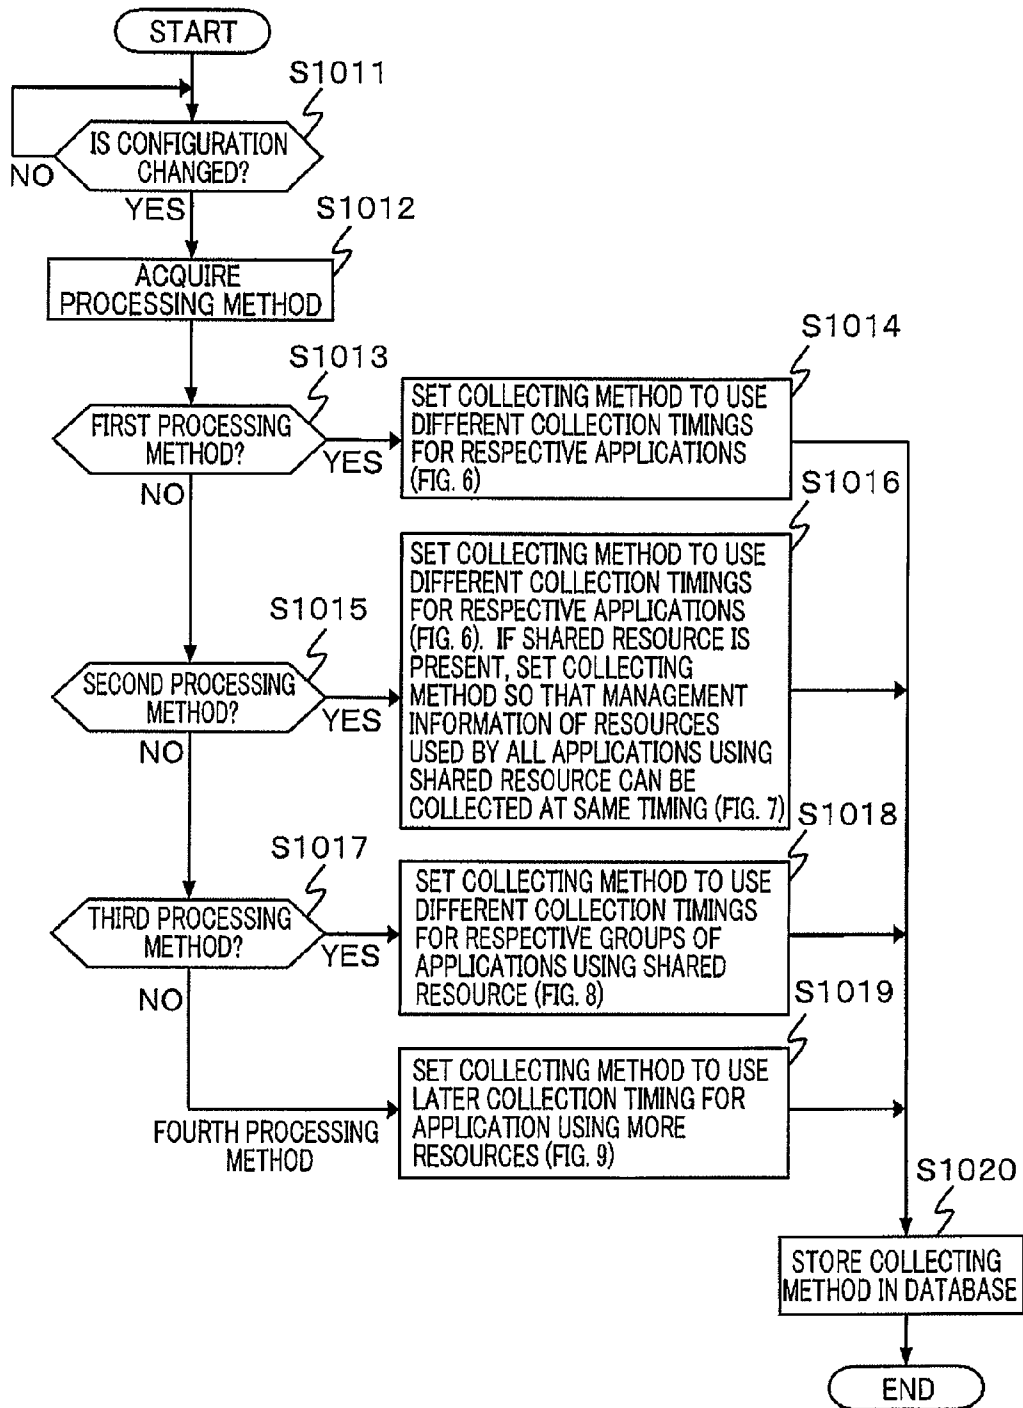 START
S1011
IS CONFIGURATION
CHANGED?
NO
YES
S1012
ACQUIRE
PROCESSING METHOD
S1013
FIRST PROCESSING
METHOD?
YES
NO
S1014
SET COLLECTING METHOD TO USE
DIFFERENT COLLECTION TIMINGS
FOR RESPECTIVE APPLICATIONS
(FIG. 6)
S1015
SECOND PROCESSING
METHOD?
YES
NO
S1016
SET COLLECTING METHOD TO USE
DIFFERENT COLLECTION TIMINGS
FOR RESPECTIVE APPLICATIONS
(FIG. 6). IF SHARED RESOURCE IS
PRESENT, SET COLLECTING
METHOD SO THAT MANAGEMENT
INFORMATION OF RESOURCES
USED BY ALL APPLICATIONS USING
SHARED RESOURCE CAN BE
COLLECTED AT SAME TIMING (FIG. 7)
S1017
THIRD PROCESSING
METHOD?
YES
NO
S1018
SET COLLECTING METHOD TO USE
DIFFERENT COLLECTION TIMINGS
FOR RESPECTIVE GROUPS OF
APPLICATIONS USING SHARED
RESOURCE (FIG. 8)
FOURTH PROCESSING
METHOD
S1019
SET COLLECTING METHOD TO USE
LATER COLLECTION TIMING FOR
APPLICATION USING MORE
RESOURCES (FIG. 9)
S1020
STORE COLLECTING
METHOD IN DATABASE
END